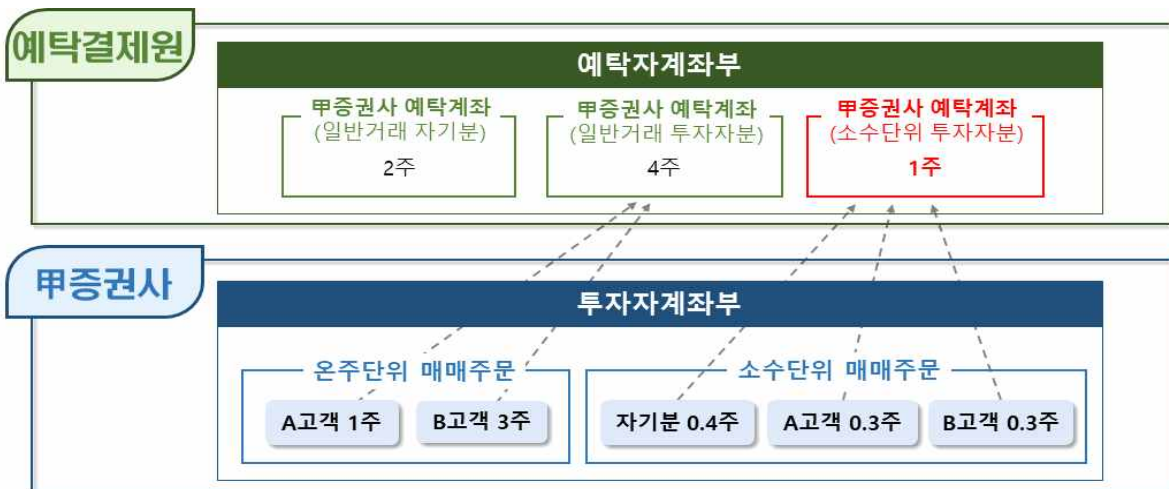 예탁결제원
예탁자계좌부
甲증권사 예탁계좌
(일반거래 자기분)
2주
甲증권사 예탁계좌
(일반거래 투자자분)
4주
甲증권사 예탁계좌
(소수단위 투자자분)
1주
甲증권사
투자자계좌부
온주단위 매매주문
A고객 1주
B고객 3주
소수단위 매매주문
자기분 0.4주
A고객 0.3주
B고객 0.3주